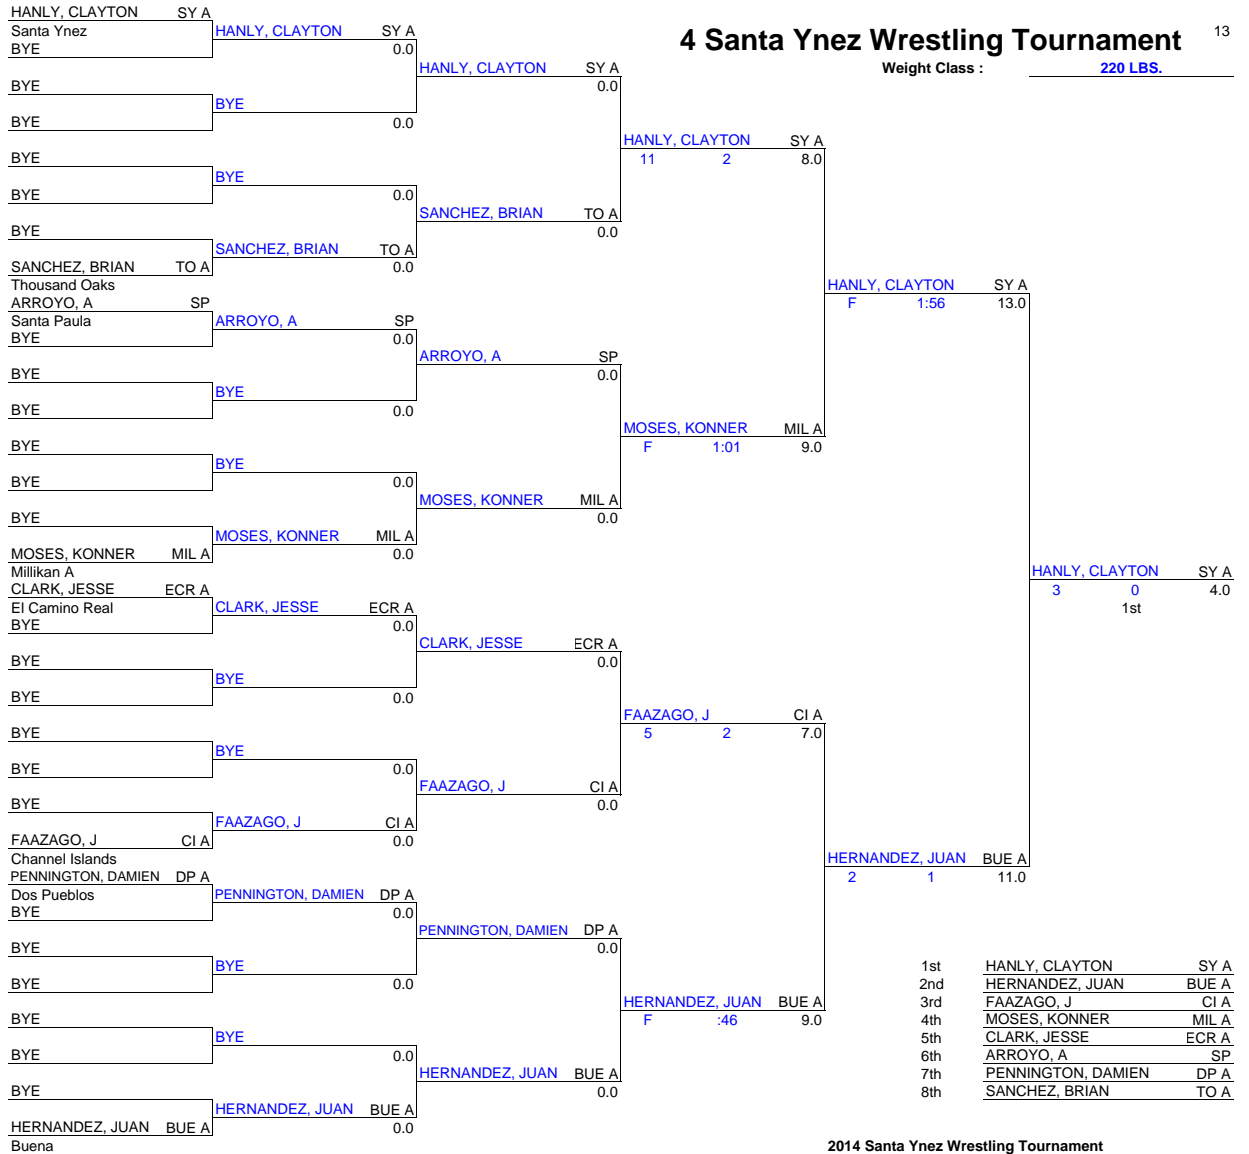 4 Santa Ynez Wrestling Tournament 13
Weight Class : 220 LBS.
HANLY, CLAYTON SY A
Santa Ynez
BYE
BYE
BYE
BYE
BYE
BYE
SANCHEZ, BRIAN TO A
Thousand Oaks
ARROYO, A SP
Santa Paula
BYE
BYE
BYE
BYE
BYE
BYE
MOSES, KONNER MIL A
Millikan A
CLARK, JESSE ECR A
El Camino Real
BYE
BYE
BYE
BYE
BYE
BYE
FAAZAGO, J CI A
Channel Islands
PENNINGTON, DAMIEN DP A
Dos Pueblos
BYE
BYE
BYE
BYE
BYE
BYE
HERNANDEZ, JUAN BUE A
Buena
HANLY, CLAYTON SY A
0.0
BYE
0.0
BYE
0.0
SANCHEZ, BRIAN TO A
0.0
ARROYO, A SP
0.0
BYE
0.0
BYE
0.0
MOSES, KONNER MIL A
0.0
CLARK, JESSE ECR A
0.0
BYE
0.0
BYE
0.0
FAAZAGO, J CI A
0.0
PENNINGTON, DAMIEN DP A
0.0
BYE
0.0
BYE
0.0
HERNANDEZ, JUAN BUE A
0.0
HANLY, CLAYTON SY A
0.0
SANCHEZ, BRIAN TO A
0.0
ARROYO, A SP
0.0
MOSES, KONNER MIL A
0.0
CLARK, JESSE ECR A
0.0
FAAZAGO, J CI A
0.0
PENNINGTON, DAMIEN DP A
0.0
HERNANDEZ, JUAN BUE A
0.0
HANLY, CLAYTON SY A
11 2 8.0
MOSES, KONNER MIL A
F 1:01 9.0
FAAZAGO, J CI A
5 2 7.0
HERNANDEZ, JUAN BUE A
F :46 9.0
HANLY, CLAYTON SY A
F 1:56 13.0
HERNANDEZ, JUAN BUE A
2 1 11.0
HANLY, CLAYTON SY A
3 0 4.0
1st
1st HANLY, CLAYTON SY A
2nd HERNANDEZ, JUAN BUE A
3rd FAAZAGO, J CI A
4th MOSES, KONNER MIL A
5th CLARK, JESSE ECR A
6th ARROYO, A SP
7th PENNINGTON, DAMIEN DP A
8th SANCHEZ, BRIAN TO A
2014 Santa Ynez Wrestling Tournament